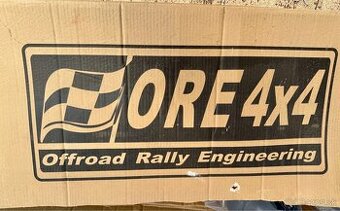 ORE 4x4
Offroad Rally Engineering